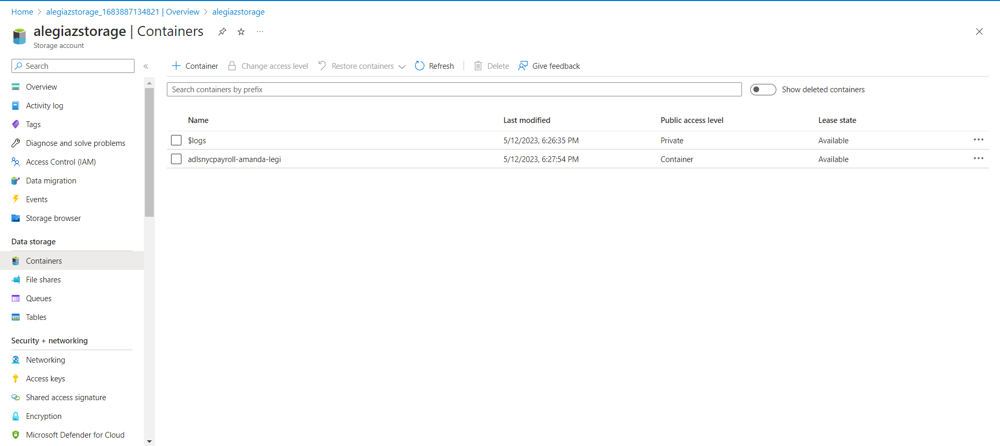 Home > alegiazstorage_1683887134821 | Overview > alegiazstorage
alegiazstorage | Containers
Storage account
Search
Overview
Activity log
Tags
Diagnose and solve problems
Access Control (IAM)
Data migration
Events
Storage browser
Data storage
Containers
File shares
Queues
Tables
Security + networking
Networking
Access keys
Shared access signature
Encryption
Microsoft Defender for Cloud
Container Change access level Restore containers Refresh Delete Give feedback
Search containers by prefix Show deleted containers
Name Last modified Public access level Lease state
$logs 5/12/2023, 6:26:35 PM Private Available
adlsnycpayroll-amanda-legi 5/12/2023, 6:27:54 PM Container Available